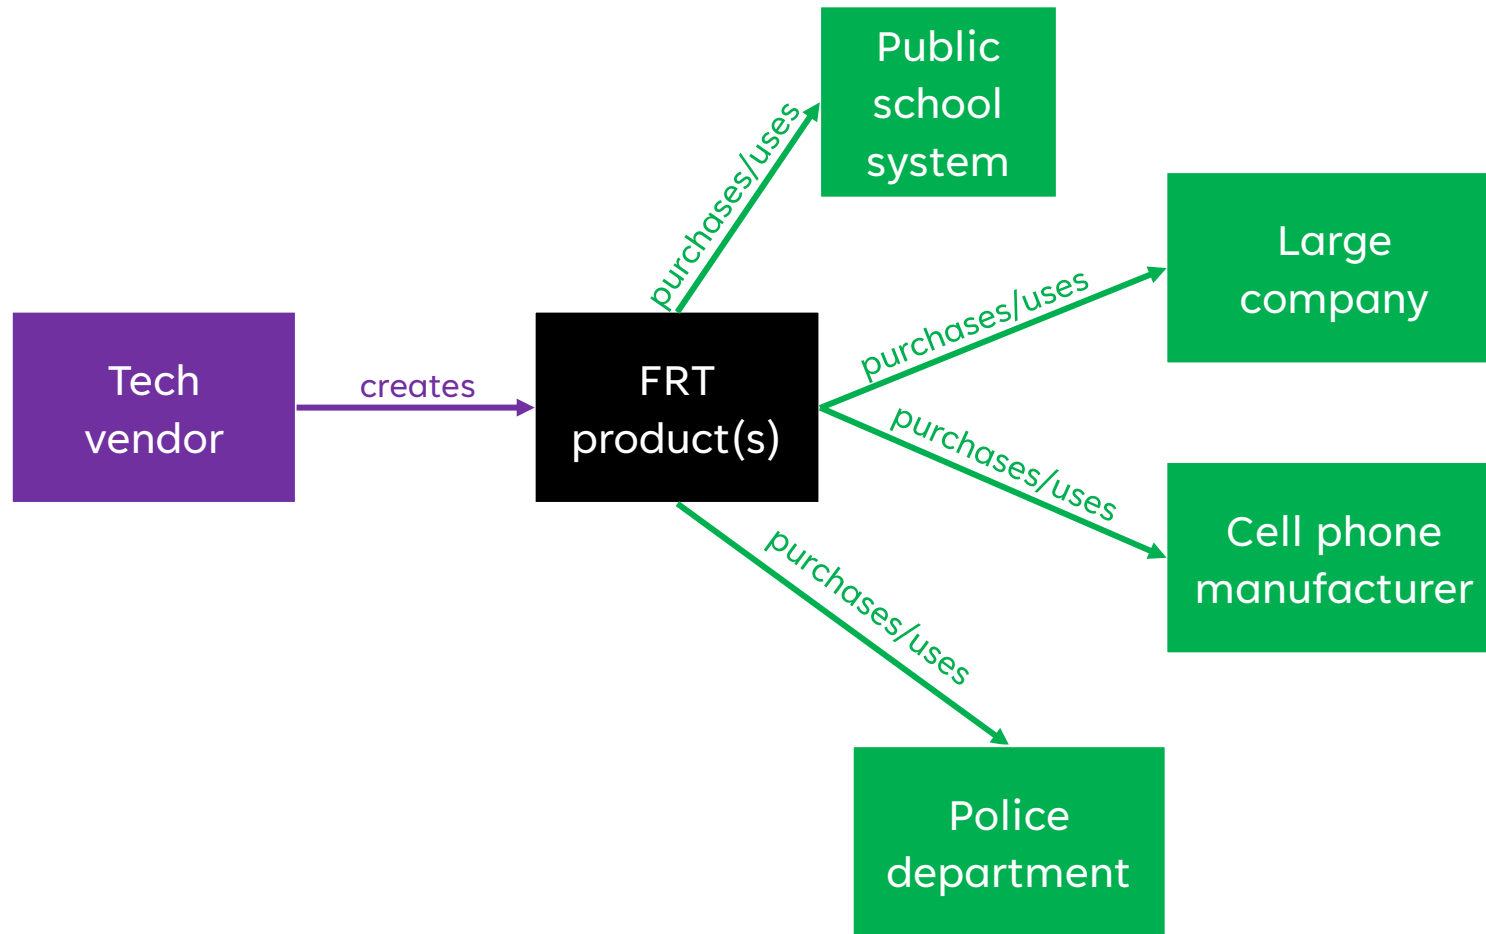 Public
school
system
purchases/uses
Large
company
purchases/uses
Tech
vendor
creates
FRT
product(s)
purchases/uses
Cell phone
manufacturer
purchases/uses
Police
department